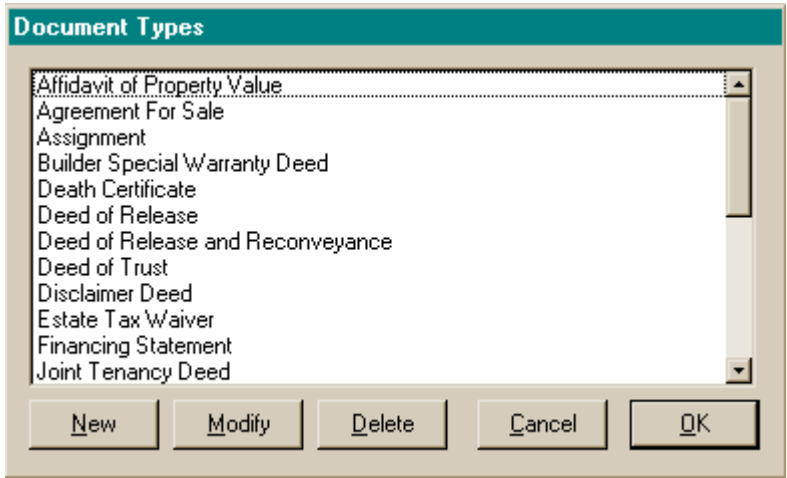 Document Types
Affidavit of Property Value
Agreement For Sale
Assignment
Builder Special Warranty Deed
Death Certificate
Deed of Release
Deed of Release and Reconveyance
Deed of Trust
Disclaimer Deed
Estate Tax Waiver
Financing Statement
Joint Tenancy Deed
New Modify Delete Cancel OK